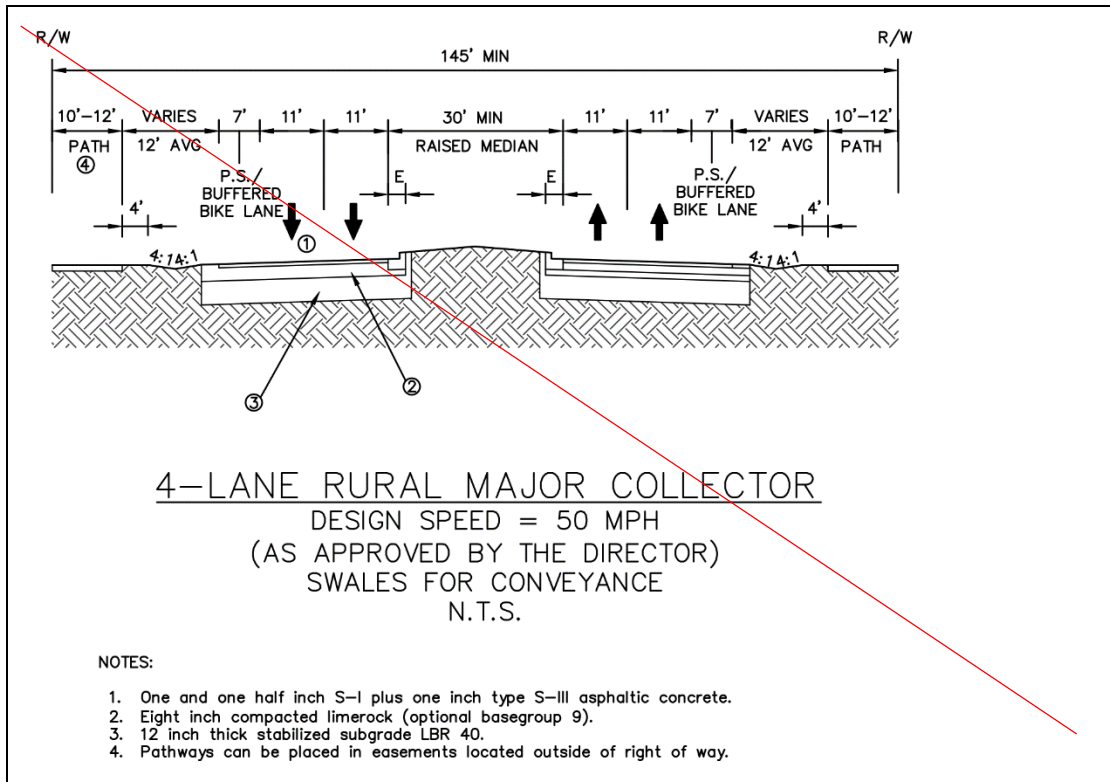 R/W R/W
145' MIN
10'-12' VARIES 7' 11' 11' 30' MIN 11' 11' 7' VARIES 10'-12'
PATH 12' AVG RAISED MEDIAN 12' AVG PATH
④ P.S./ P.S./
BUFFERED BUFFERED
BIKE LANE BIKE LANE
E E
4' 4'
①
4:1 4:1 4:1 4:1
②
③
4-LANE RURAL MAJOR COLLECTOR
DESIGN SPEED = 50 MPH
(AS APPROVED BY THE DIRECTOR)
SWALES FOR CONVEYANCE
N.T.S.
NOTES:
1. One and one half inch S-I plus one inch type S-III asphaltic concrete.
2. Eight inch compacted limerock (optional basegroup 9).
3. 12 inch thick stabilized subgrade LBR 40.
4. Pathways can be placed in easements located outside of right of way.